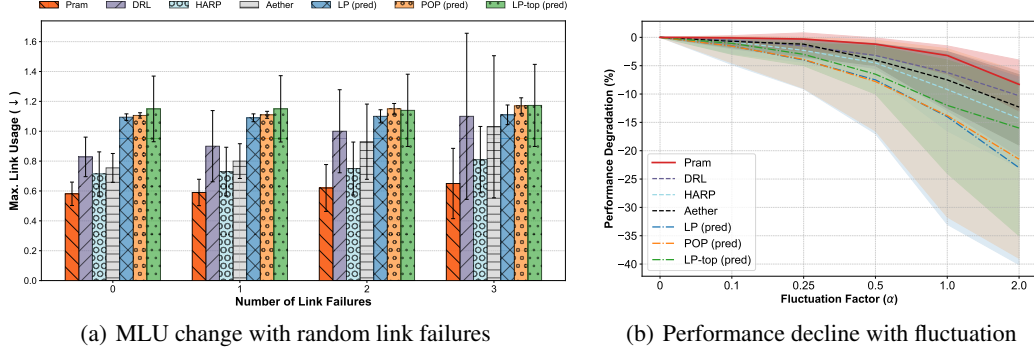 Pram DRL HARP Aether LP (pred) POP (pred) LP-top (pred)
Max. Link Usage (↓)
1.6
1.4
1.2
1.0
0.8
0.6
0.4
0.2
0.0
0 1 2 3
Number of Link Failures
(a) MLU change with random link failures
Performance Degradation (%)
0
−5
−10
−15
−20
−25
−30
−35
−40
Pram
DRL
HARP
Aether
LP (pred)
POP (pred)
LP-top (pred)
0 0.1 0.25 0.5 1.0 2.0
Fluctuation Factor (α)
(b) Performance decline with fluctuation